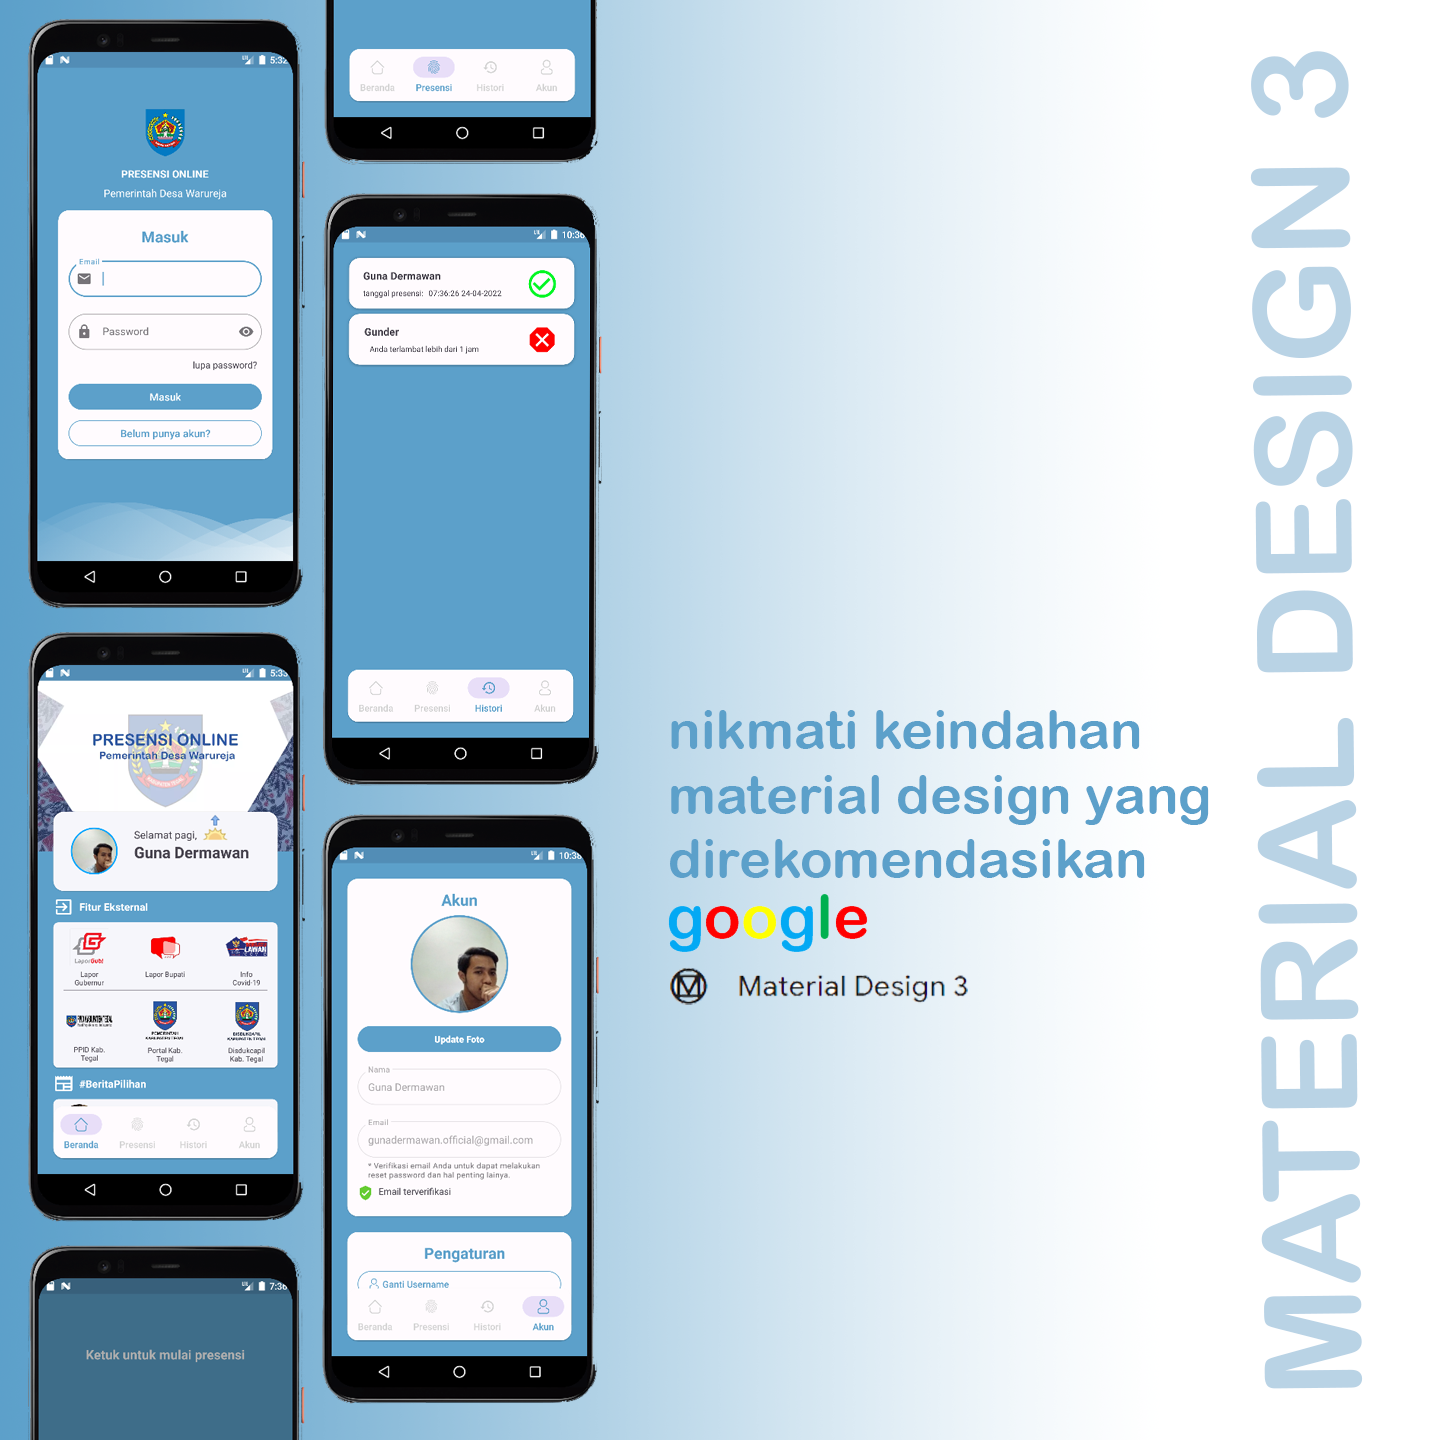 5:32
PRESENSI ONLINE
Pemerintah Desa Warureja
Masuk
Email
Password
lupa password?
Masuk
Belum punya akun?
5:33
PRESENSI ONLINE
Pemerintah Desa Warureja
Selamat pagi,
Guna Dermawan
Fitur Eksternal
LaporGub!
LAWAN
Lapor
Gubernur
Lapor Bupati
Info
Covid-19
PPID Kab.
Tegal
Portal Kab.
Tegal
Disdukcapil
Kab. Tegal
#BeritaPilihan
Beranda Presensi Histori Akun
7:36
Ketuk untuk mulai presensi
Beranda Presensi Histori Akun
10:36
Guna Dermawan
tanggal presensi: 07:36:26 24-04-2022
Gunder
Anda terlambat lebih dari 1 jam
Beranda Presensi Histori Akun
10:38
Akun
Update Foto
Nama
Guna Dermawan
Email
gunadermawan.official@gmail.com
* Verifikasi email Anda untuk dapat melakukan
reset password dan hal penting lainya.
Email terverifikasi
Pengaturan
Ganti Username
Beranda Presensi Histori Akun
nikmati keindahan
material design yang
direkomendasikan
google
Material Design 3
MATERIAL DESIGN 3